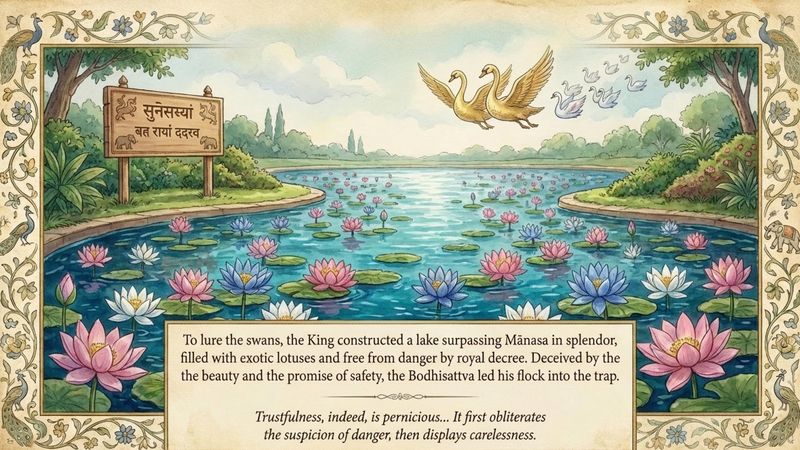 सुनेसस्यां
बत रायां ददरव
To lure the swans, the King constructed a lake surpassing Mānasa in splendor,
filled with exotic lotuses and free from danger by royal decree. Deceived by the
the beauty and the promise of safety, the Bodhisattva led his flock into the trap.
Trustfulness, indeed, is pernicious... It first obliterates
the suspicion of danger, then displays carelessness.